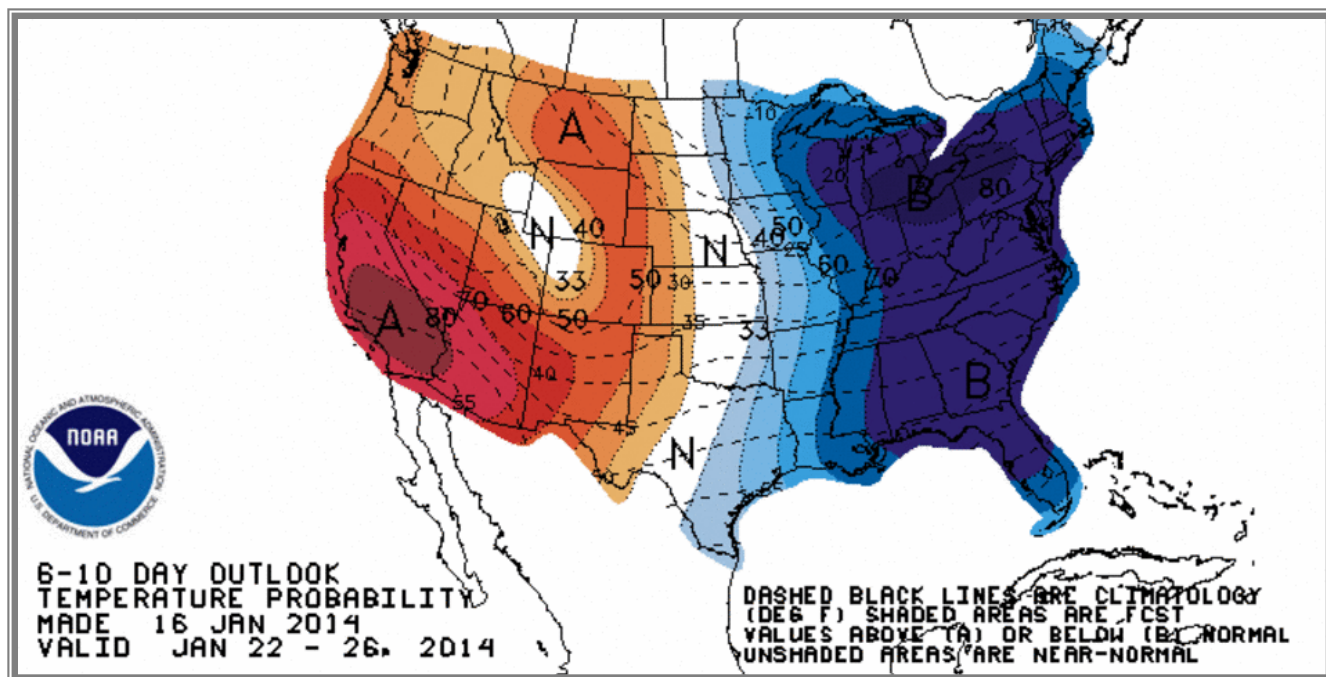 A
10
20
B
80
N
40
N
50
40
25
60
70
33
50
30
A
80
70
60
50
35
33
40
55
45
B
N
NATIONAL OCEANIC AND ATMOSPHERIC ADMINISTRATION
NOAA
U.S. DEPARTMENT OF COMMERCE
6-10 DAY OUTLOOK
TEMPERATURE PROBABILITY
MADE 16 JAN 2014
VALID JAN 22 - 26, 2014
DASHED BLACK LINES ARE CLIMATOLOGY
(DEG F) SHADED AREAS ARE FCST
VALUES ABOVE (A) OR BELOW (B) NORMAL
UNSHADED AREAS ARE NEAR-NORMAL